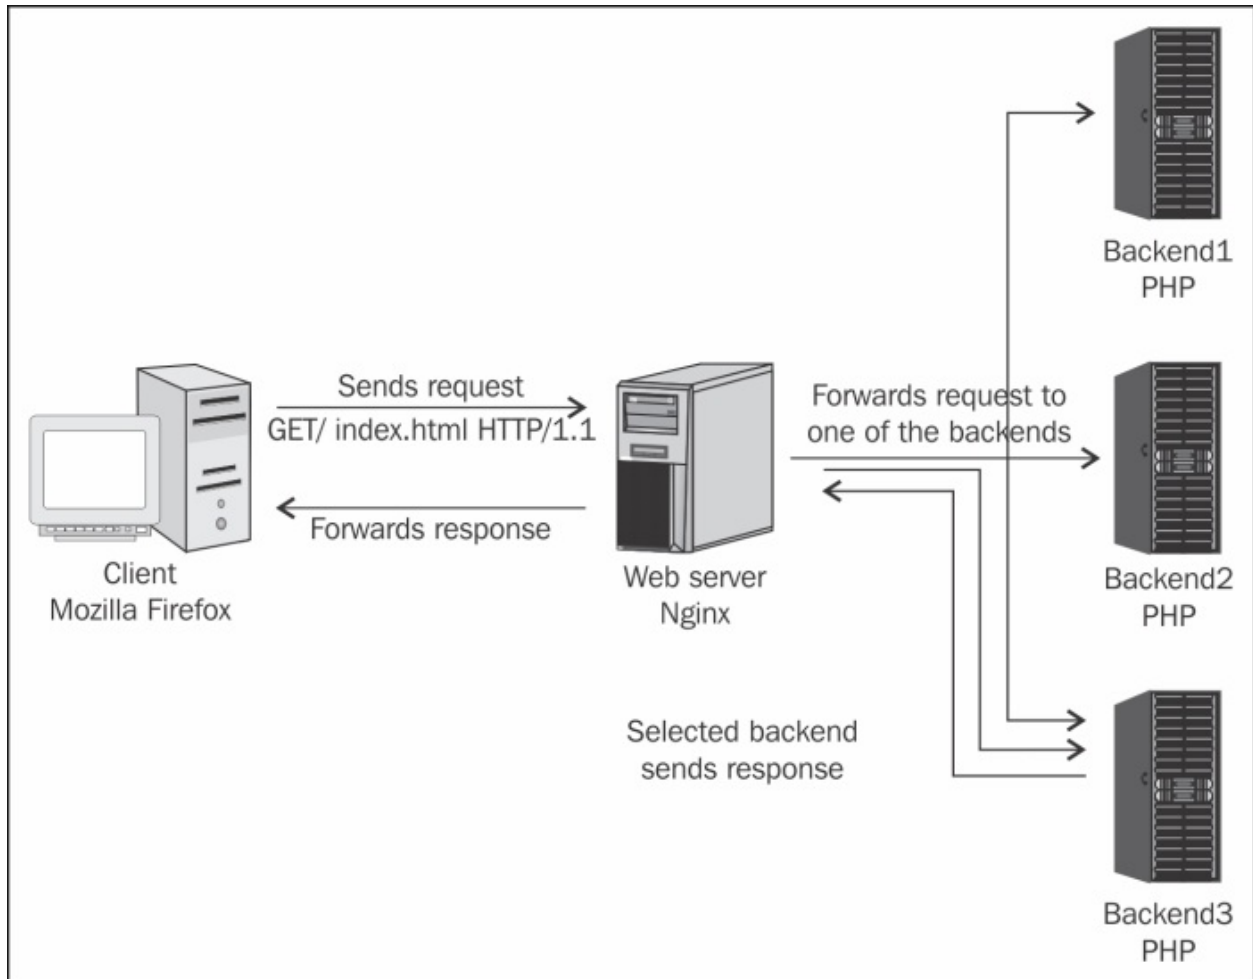 Backend1
PHP
Sends request
GET/ index.html HTTP/1.1
Forwards response
Client
Mozilla Firefox
Web server
Nginx
Forwards request to
one of the backends
Backend2
PHP
Selected backend
sends response
Backend3
PHP